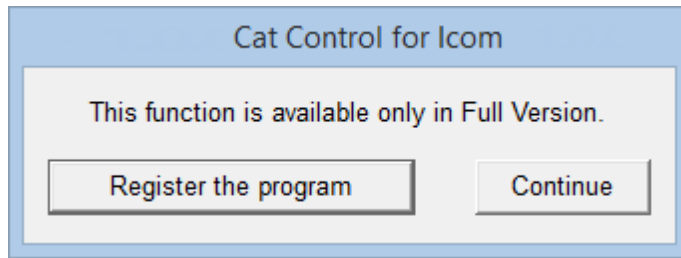 Cat Control for Icom
This function is available only in Full Version.
Register the program
Continue